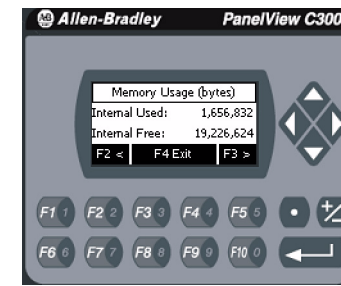 Allen-Bradley PanelView C300
Memory Usage (bytes)
Internal Used: 1,656,832
Internal Free: 19,226,624
F2 < F4 Exit F3 >
F1 1 F2 2 F3 3 F4 4 F5 5 • +/-
F6 6 F7 7 F8 8 F9 9 F10 0